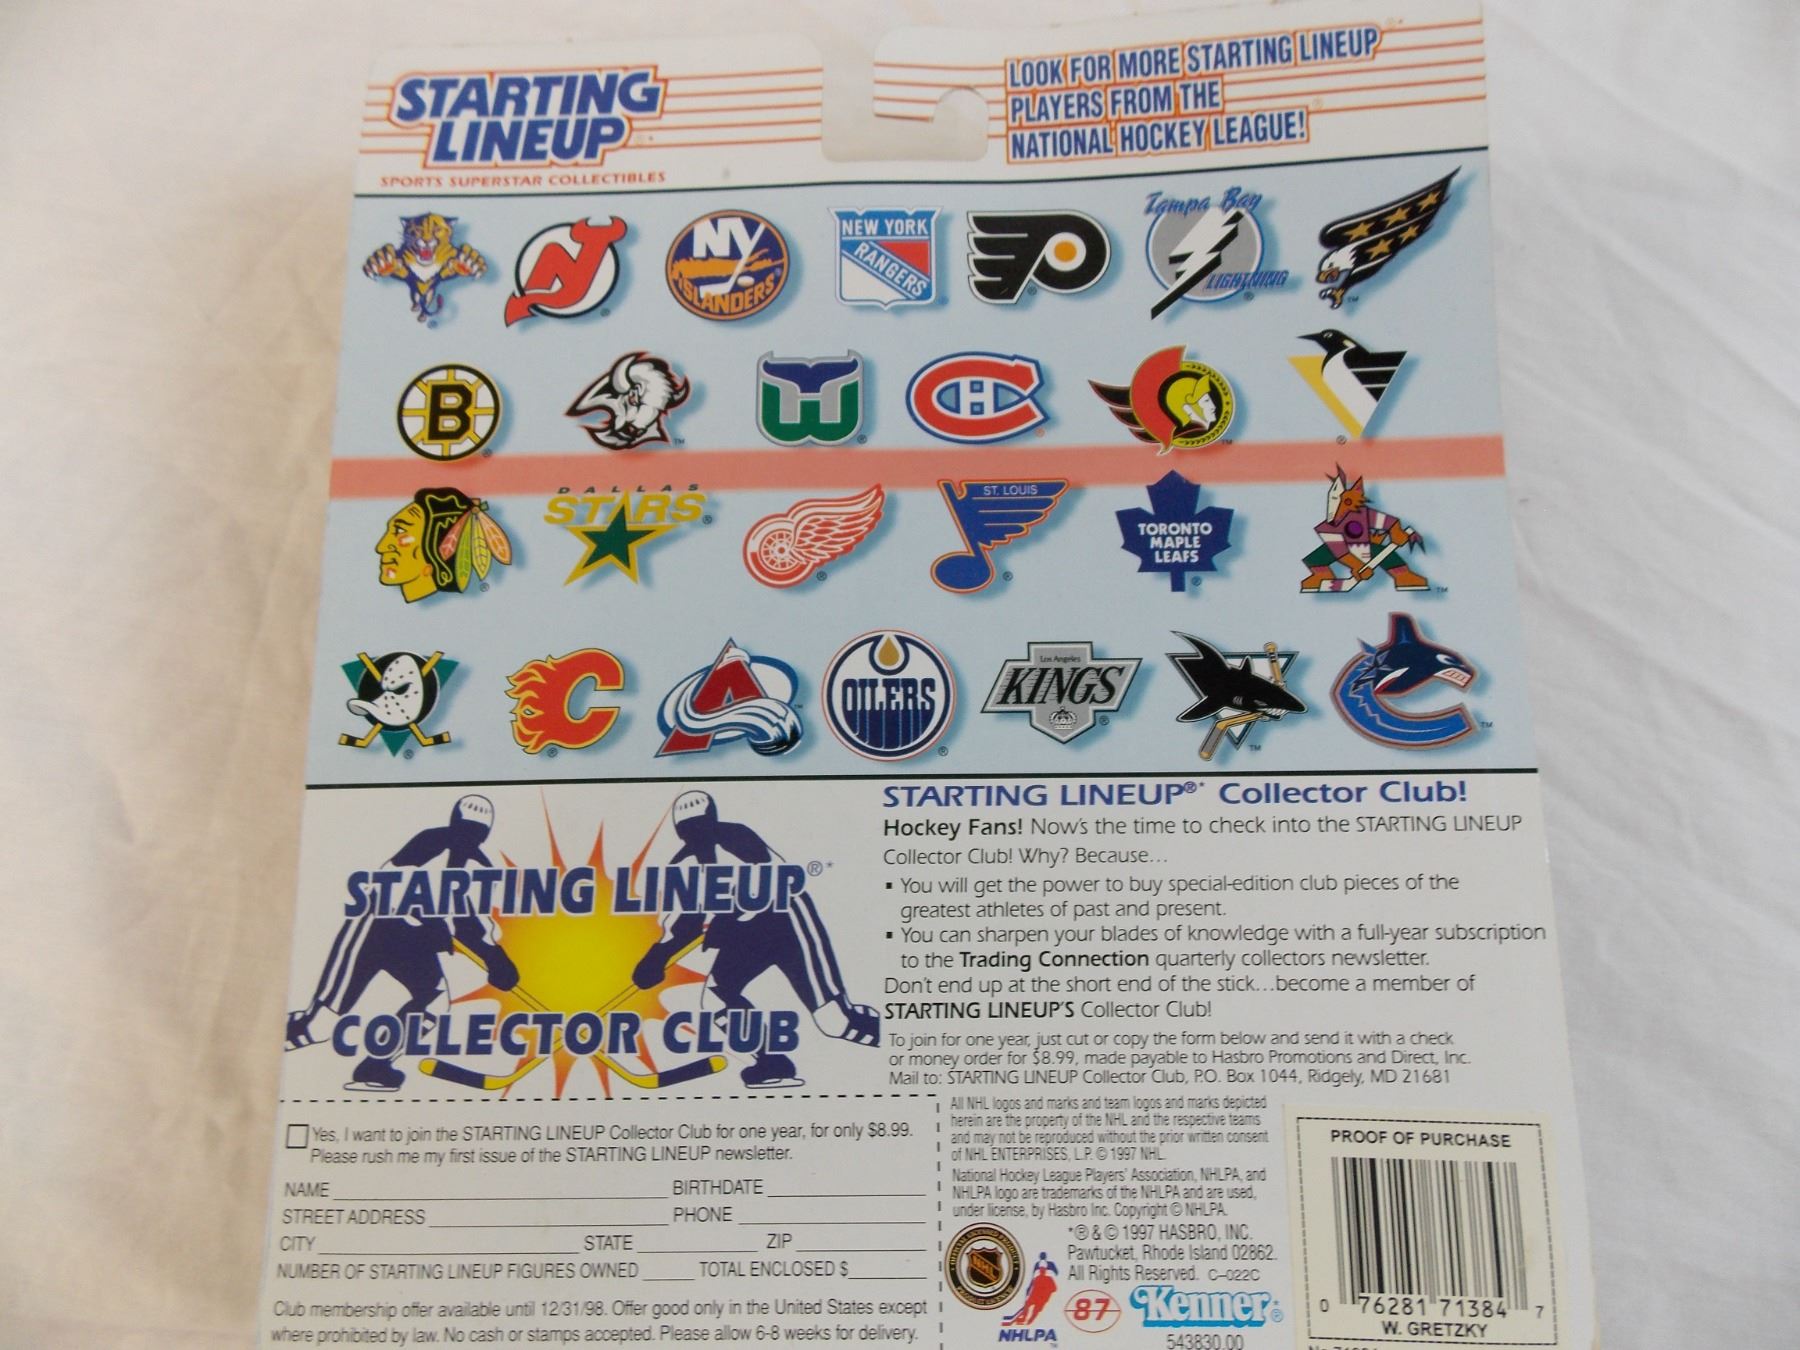 STARTING
LINEUP®
SPORTS SUPERSTAR COLLECTIBLES
LOOK FOR MORE STARTING LINEUP®
PLAYERS FROM THE
NATIONAL HOCKEY LEAGUE!®
NY
ISLANDERS
NEW YORK
RANGERS
Tampa Bay
LIGHTNING
B
DALLAS
STARS
ST. LOUIS
TORONTO
MAPLE
LEAFS
OILERS
Los Angeles
KINGS
STARTING LINEUP®*
COLLECTOR CLUB
STARTING LINEUP®* Collector Club!
Hockey Fans! Now's the time to check into the STARTING LINEUP
Collector Club! Why? Because...
▪ You will get the power to buy special-edition club pieces of the
greatest athletes of past and present.
▪ You can sharpen your blades of knowledge with a full-year subscription
to the Trading Connection quarterly collectors newsletter.
Don't end up at the short end of the stick...become a member of
STARTING LINEUP'S Collector Club!
To join for one year, just cut or copy the form below and send it with a check
or money order for $8.99, made payable to Hasbro Promotions and Direct, Inc.
Mail to: STARTING LINEUP Collector Club, P.O. Box 1044, Ridgely, MD 21681
Yes, I want to join the STARTING LINEUP Collector Club for one year, for only $8.99.
Please rush me my first issue of the STARTING LINEUP newsletter.
NAME BIRTHDATE
STREET ADDRESS PHONE
CITY STATE ZIP
NUMBER OF STARTING LINEUP FIGURES OWNED TOTAL ENCLOSED $
Club membership offer available until 12/31/98. Offer good only in the United States except
where prohibited by law. No cash or stamps accepted. Please allow 6-8 weeks for delivery.
All NHL logos and marks and team logos and marks depicted
herein are the property of the NHL and the respective teams
and may not be reproduced without the prior written consent
of NHL ENTERPRISES, L.P. © 1997 NHL.
National Hockey League Players' Association, NHLPA, and
NHLPA logo are trademarks of the NHLPA and are used,
under license, by Hasbro Inc. Copyright © NHLPA.
*® & © 1997 HASBRO, INC.
Pawtucket, Rhode Island 02862.
All Rights Reserved. C-022C
NHL
NHLPA
87
Kenner®
543830.00
PROOF OF PURCHASE
0 76281 71384 7
W. GRETZKY